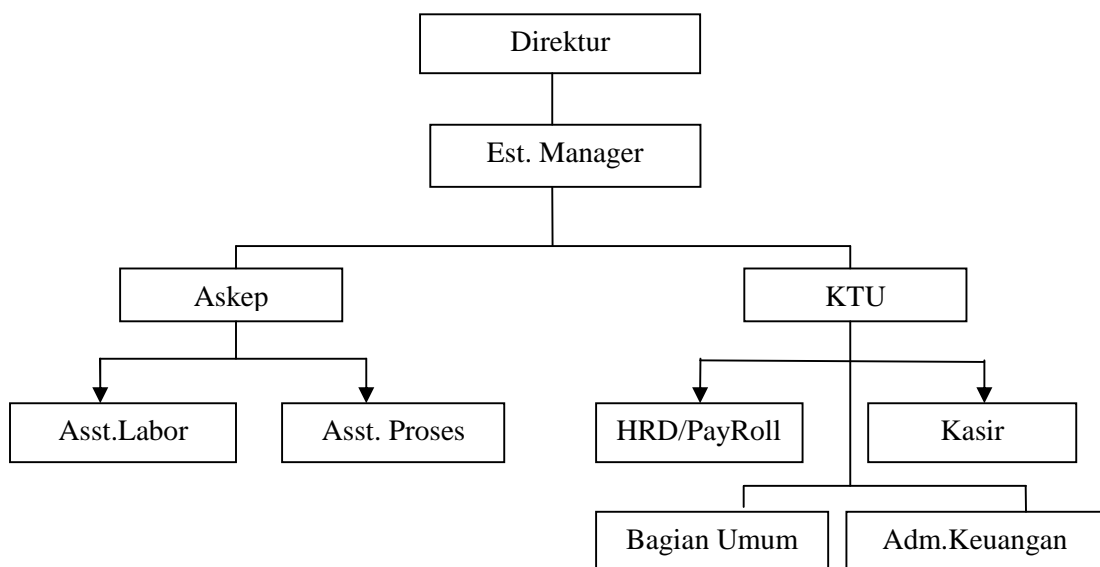 Direktur
Est. Manager
Askep
KTU
Asst.Labor
Asst. Proses
HRD/PayRoll
Kasir
Bagian Umum
Adm.Keuangan